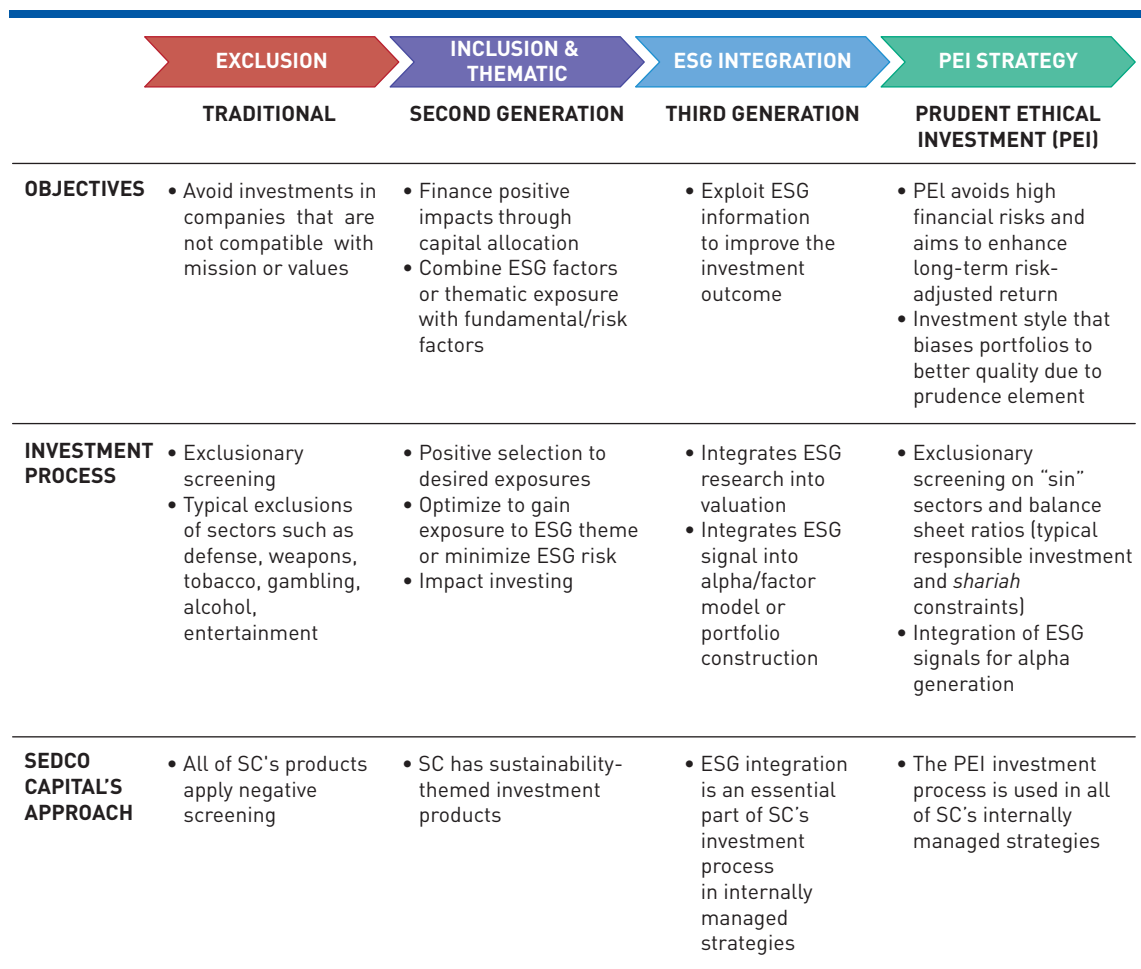 EXCLUSION
INCLUSION &
THEMATIC
ESG INTEGRATION
PEI STRATEGY
TRADITIONAL
SECOND GENERATION
THIRD GENERATION
PRUDENT ETHICAL
INVESTMENT (PEI)
OBJECTIVES
• Avoid investments in
companies that are
not compatible with
mission or values
• Finance positive
impacts through
capital allocation
• Combine ESG factors
or thematic exposure
with fundamental/risk
factors
• Exploit ESG
information
to improve the
investment
outcome
• PEI avoids high
financial risks and
aims to enhance
long-term risk-
adjusted return
• Investment style that
biases portfolios to
better quality due to
prudence element
INVESTMENT
PROCESS
• Exclusionary
screening
• Typical exclusions
of sectors such as
defense, weapons,
tobacco, gambling,
alcohol,
entertainment
• Positive selection to
desired exposures
• Optimize to gain
exposure to ESG theme
or minimize ESG risk
• Impact investing
• Integrates ESG
research into
valuation
• Integrates ESG
signal into
alpha/factor
model or
portfolio
construction
• Exclusionary
screening on “sin”
sectors and balance
sheet ratios (typical
responsible investment
and shariah
constraints)
• Integration of ESG
signals for alpha
generation
SEDCO
CAPITAL’S
APPROACH
• All of SC's products
apply negative
screening
• SC has sustainability-
themed investment
products
• ESG integration
is an essential
part of SC’s
investment
process
in internally
managed
strategies
• The PEI investment
process is used in all
of SC’s internally
managed strategies